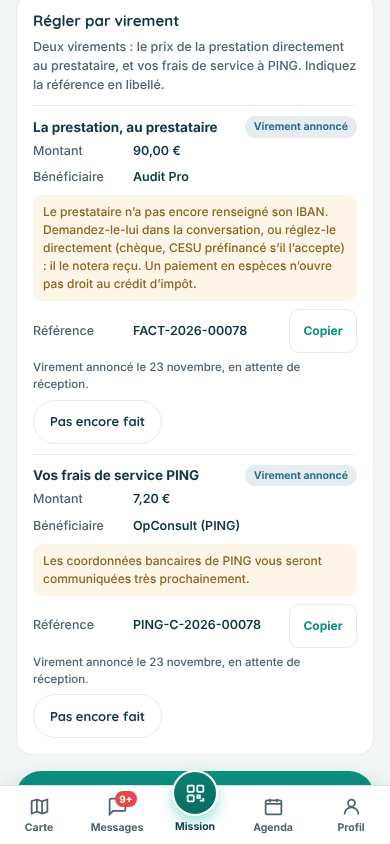 Régler par virement
Deux virements : le prix de la prestation directement
au prestataire, et vos frais de service à PING. Indiquez
la référence en libellé.
La prestation, au prestataire
Virement annoncé
Montant
90,00 €
Bénéficiaire
Audit Pro
Le prestataire n'a pas encore renseigné son IBAN.
Demandez-le-lui dans la conversation, ou réglez-le
directement (chèque, CESU préfinancé s'il l'accepte)
: il le notera reçu. Un paiement en espèces n'ouvre
pas droit au crédit d'impôt.
Référence
FACT-2026-00078
Copier
Virement annoncé le 23 novembre, en attente de
réception.
Pas encore fait
Vos frais de service PING
Virement annoncé
Montant
7,20 €
Bénéficiaire
OpConsult (PING)
Les coordonnées bancaires de PING vous seront
communiquées très prochainement.
Référence
PING-C-2026-00078
Copier
Virement annoncé le 23 novembre, en attente de
réception.
Pas encore fait
9+
Carte
Messages
Mission
Agenda
Profil